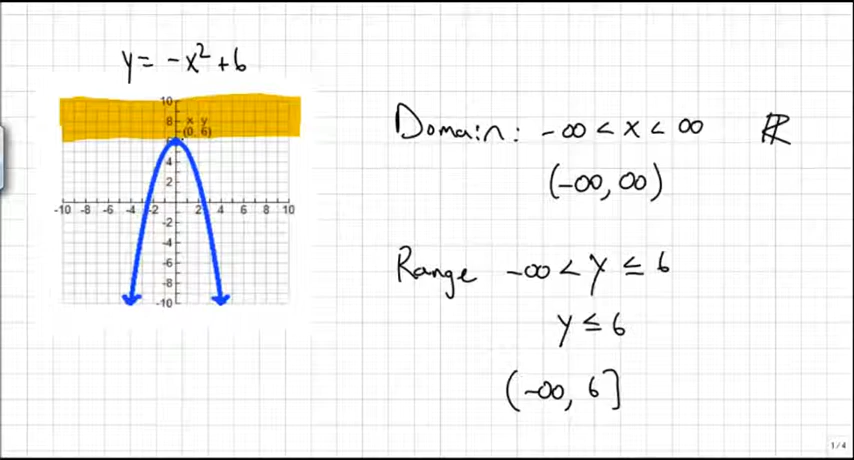 y = -x² + 6
10
8
x y
(0, 6)
6
4
2
-10 -8 -6 -4 -2 2 4 6 8 10
-2
-4
-6
-8
-10
Domain: -∞ < x < ∞ ℝ
(-∞, ∞)
Range -∞ < y ≤ 6
y ≤ 6
(-∞, 6]
1/4